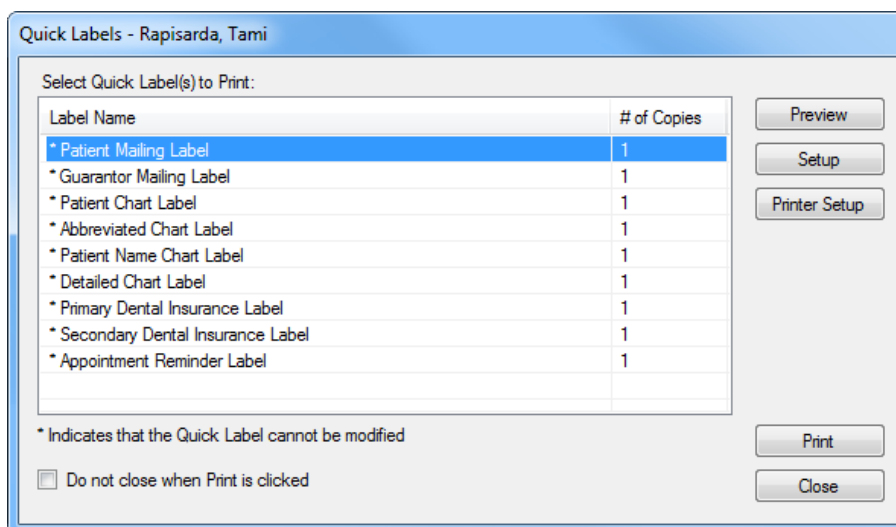 Quick Labels - Rapisarda, Tami
Select Quick Label(s) to Print:
Label Name # of Copies
* Patient Mailing Label 1
* Guarantor Mailing Label 1
* Patient Chart Label 1
* Abbreviated Chart Label 1
* Patient Name Chart Label 1
* Detailed Chart Label 1
* Primary Dental Insurance Label 1
* Secondary Dental Insurance Label 1
* Appointment Reminder Label 1
Preview
Setup
Printer Setup
* Indicates that the Quick Label cannot be modified
Do not close when Print is clicked
Print
Close